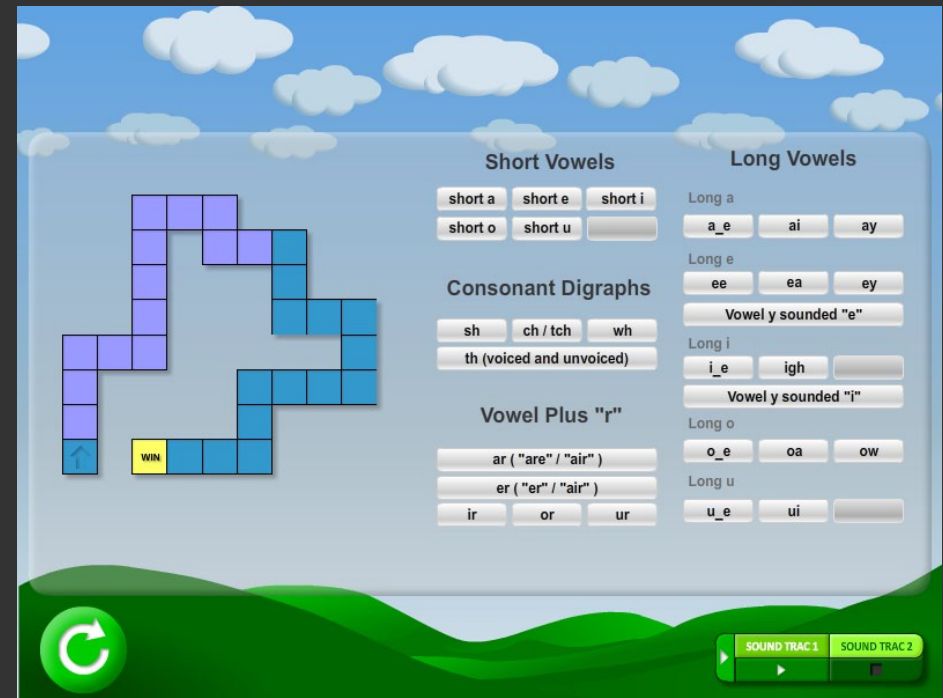 WIN
Short Vowels
short a short e short i
short o short u
Consonant Digraphs
sh ch / tch wh
th (voiced and unvoiced)
Vowel Plus "r"
ar ( "are" / "air" )
er ( "er" / "air" )
ir or ur
Long Vowels
Long a
a_e ai ay
Long e
ee ea ey
Vowel y sounded "e"
Long i
i_e igh
Vowel y sounded "i"
Long o
o_e oa ow
Long u
u_e ui
SOUND TRAC 1 SOUND TRAC 2